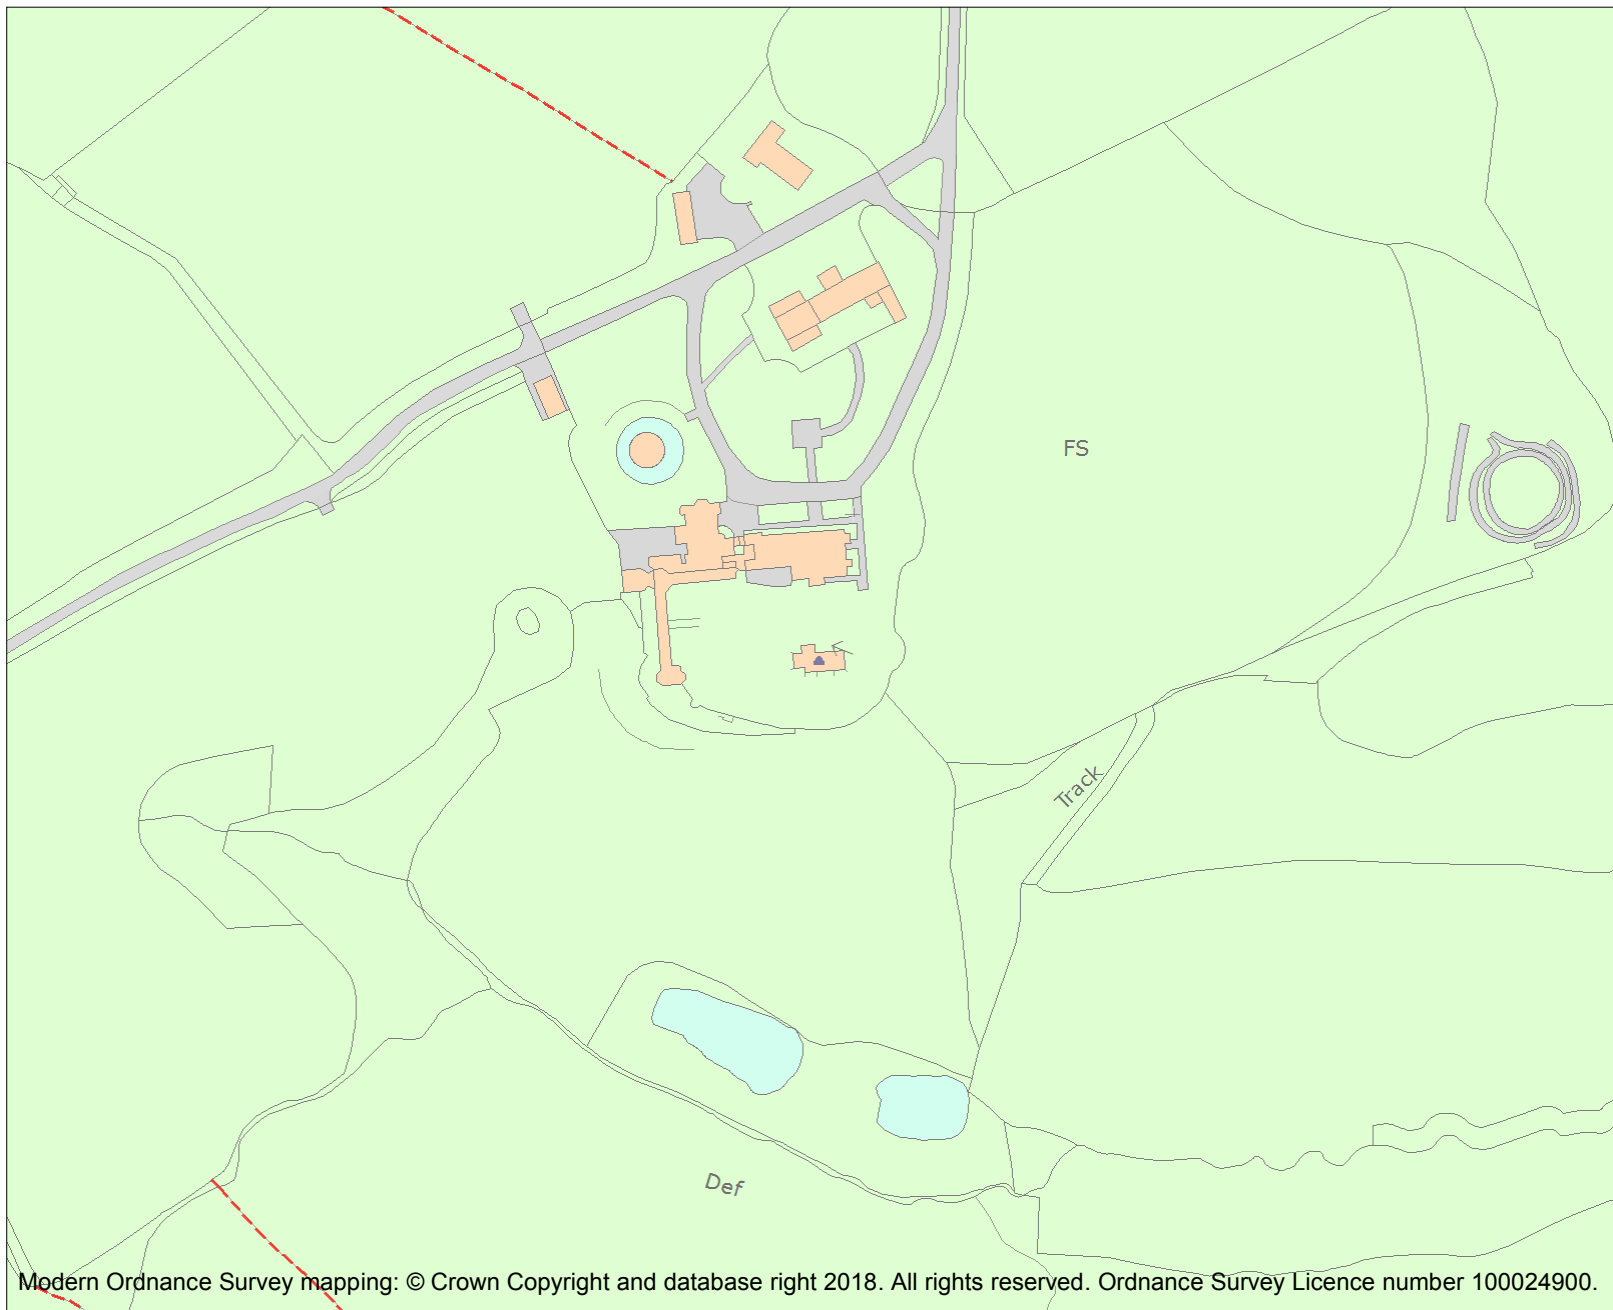 FS
Track
Def
Modern Ordnance Survey mapping: © Crown Copyright and database right 2018. All rights reserved. Ordnance Survey Licence number 100024900.